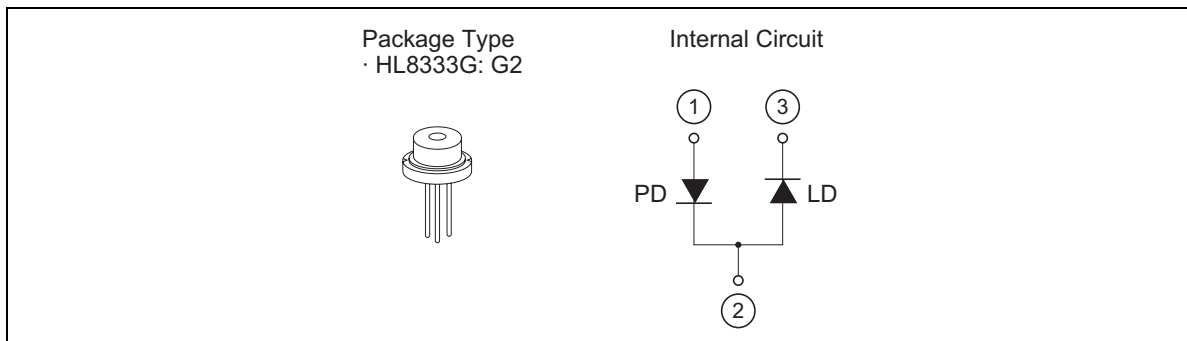 Package Type
· HL8333G: G2
Internal Circuit
1
3
PD
LD
2